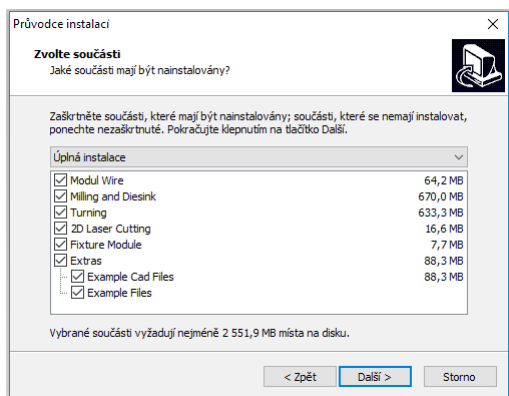 Průvodce instalací
Zvolte součásti
Jaké součásti mají být nainstalovány?
Zaškrtněte součásti, které mají být nainstalovány; součásti, které se nemají instalovat,
ponechte nezaškrtnuté. Pokračujte klepnutím na tlačítko Další.
Úplná instalace
Modul Wire 64,2 MB
Milling and Diesink 670,0 MB
Turning 633,3 MB
2D Laser Cutting 16,6 MB
Fixture Module 7,7 MB
Extras 88,3 MB
Example Cad Files 88,3 MB
Example Files
Vybrané součásti vyžadují nejméně 2 551,9 MB místa na disku.
< Zpět Další > Storno